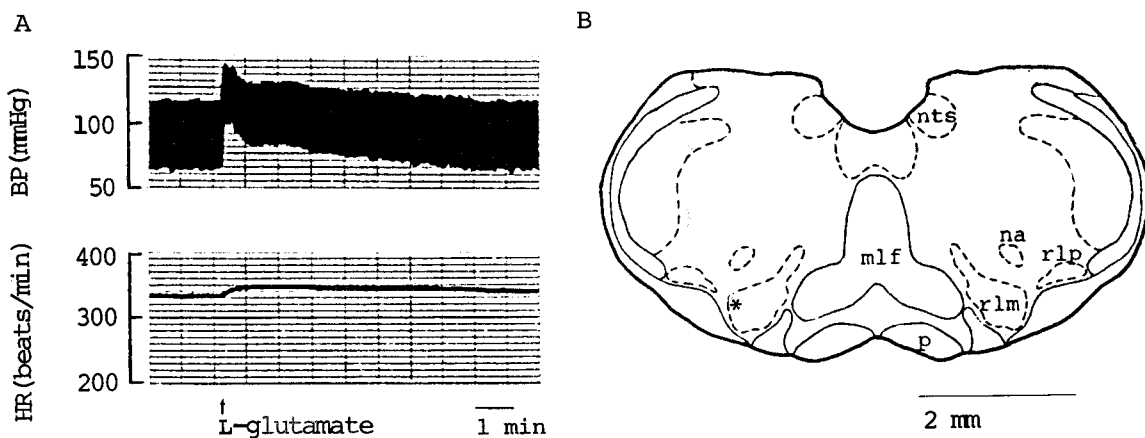 A
BP (mmHg)
150
100
50
HR (beats/min)
400
300
200
L-glutamate
1 min
B
nts
na
rlp
mlf
*
rlm
p
2 mm